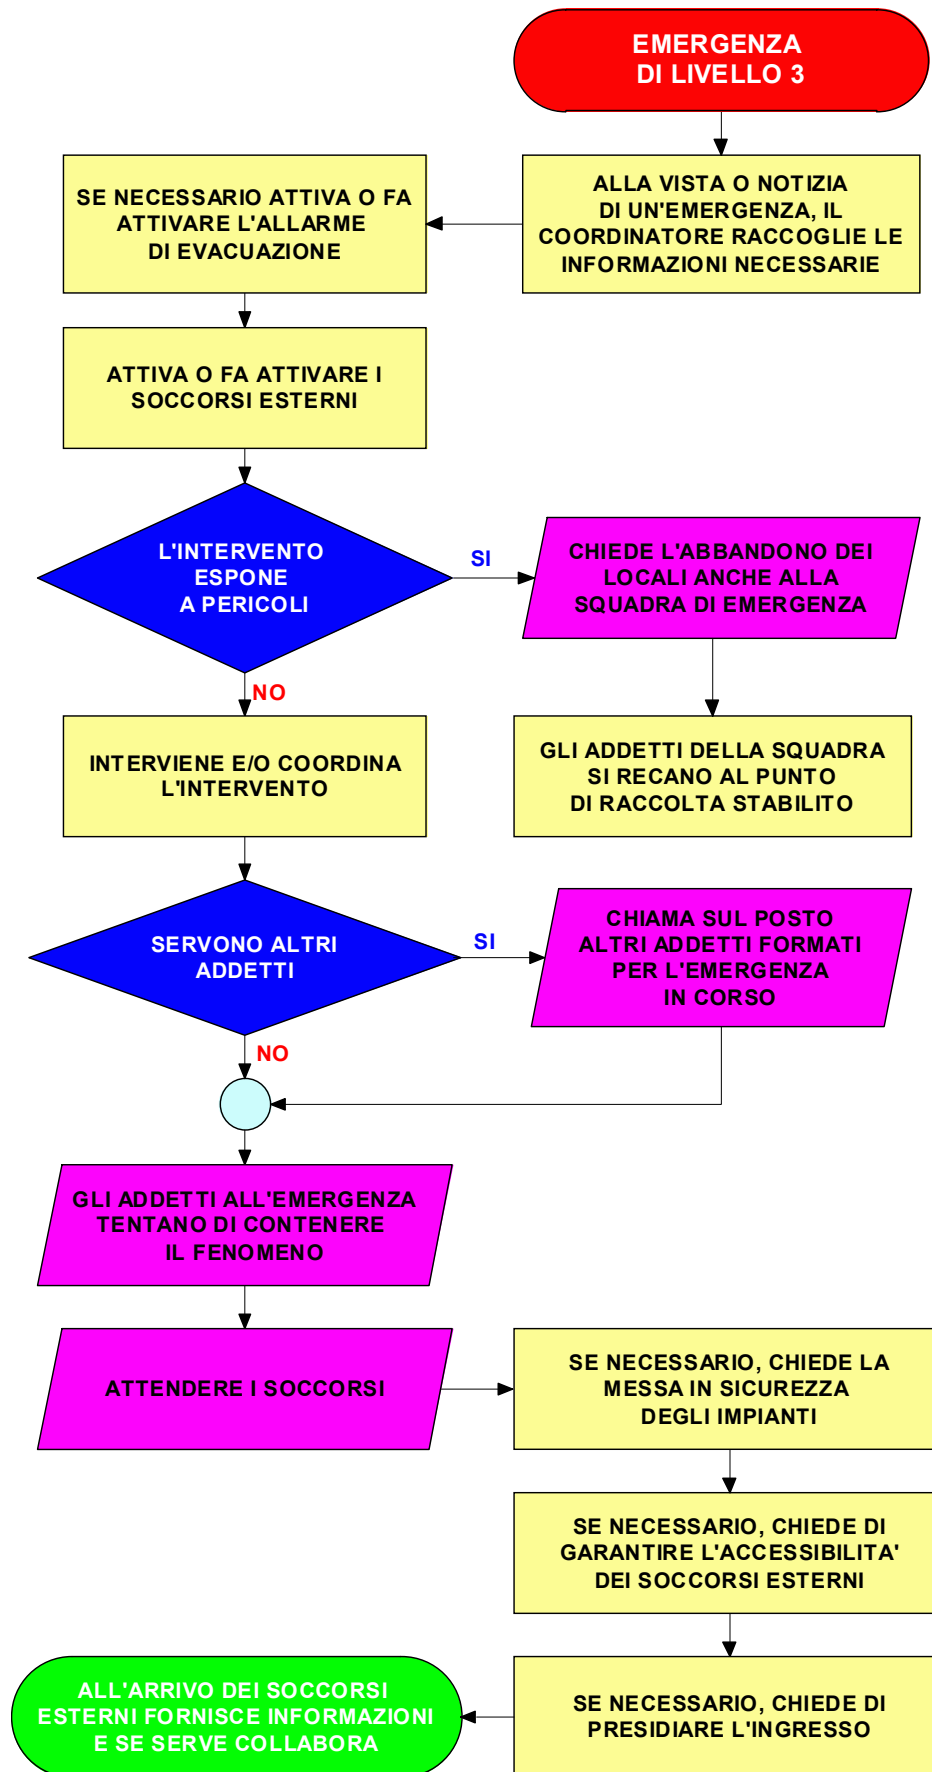 EMERGENZA
DI LIVELLO 3
ALLA VISTA O NOTIZIA
DI UN'EMERGENZA, IL
COORDINATORE RACCOGLIE LE
INFORMAZIONI NECESSARIE
SE NECESSARIO ATTIVA O FA
ATTIVARE L'ALLARME
DI EVACUAZIONE
ATTIVA O FA ATTIVARE I
SOCCORSI ESTERNI
L'INTERVENTO
ESPONE
A PERICOLI
SI
CHIEDE L'ABBANDONO DEI
LOCALI ANCHE ALLA
SQUADRA DI EMERGENZA
GLI ADDETTI DELLA SQUADRA
SI RECANO AL PUNTO
DI RACCOLTA STABILITO
NO
INTERVIENE E/O COORDINA
L'INTERVENTO
SERVONO ALTRI
ADDETTI
SI
CHIAMA SUL POSTO
ALTRI ADDETTI FORMATI
PER L'EMERGENZA
IN CORSO
NO
GLI ADDETTI ALL'EMERGENZA
TENTANO DI CONTENERE
IL FENOMENO
ATTENDERE I SOCCORSI
SE NECESSARIO, CHIEDE LA
MESSA IN SICUREZZA
DEGLI IMPIANTI
SE NECESSARIO, CHIEDE DI
GARANTIRE L'ACCESSIBILITA'
DEI SOCCORSI ESTERNI
SE NECESSARIO, CHIEDE DI
PRESIDIARE L'INGRESSO
ALL'ARRIVO DEI SOCCORSI
ESTERNI FORNISCE INFORMAZIONI
E SE SERVE COLLABORA